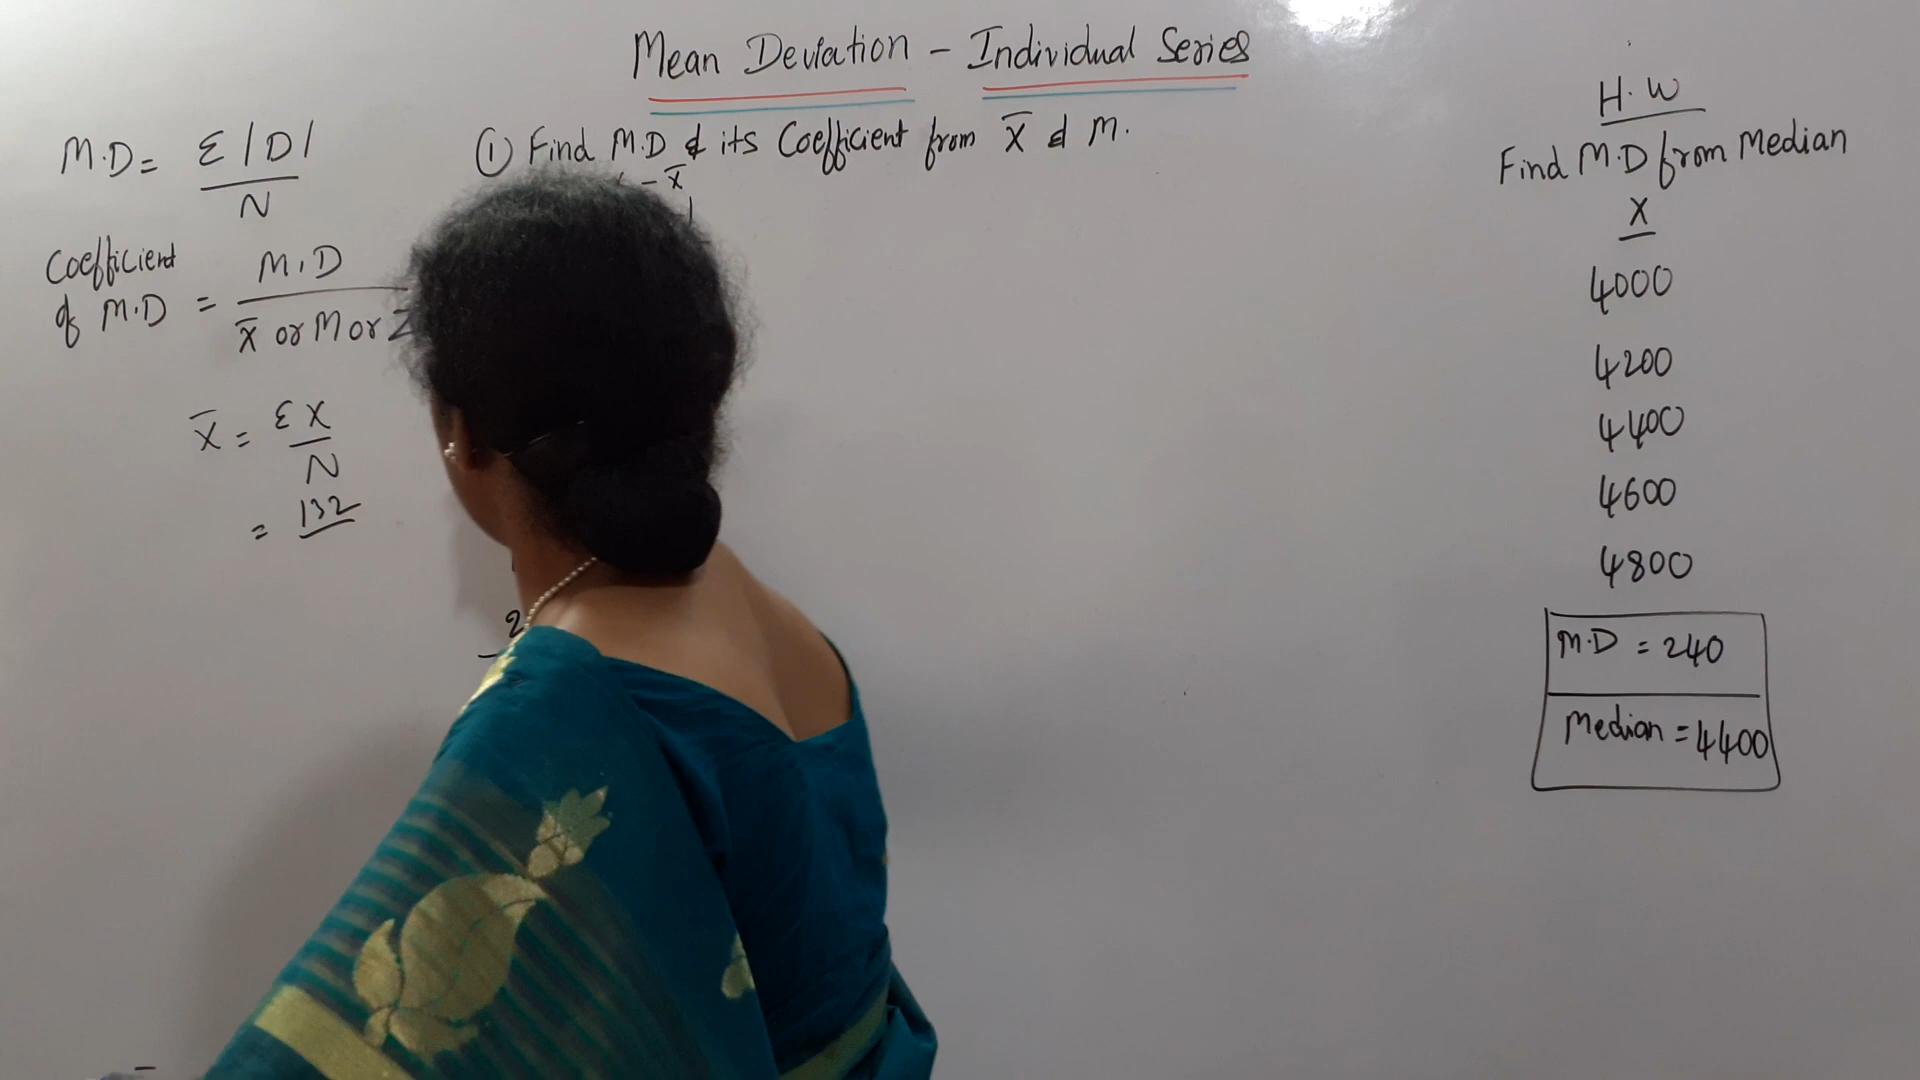 Mean Deviation - Individual Series
M.D = Σ|D| / N
Coefficient of M.D = M.D / X̅ or M or Z
X̅ = ΣX / N
= 132
① Find M.D & its Coefficient from X̅ & M.
- X̅
2
H.W
Find M.D from Median
X
4000
4200
4400
4600
4800
M.D = 240
Median = 4400